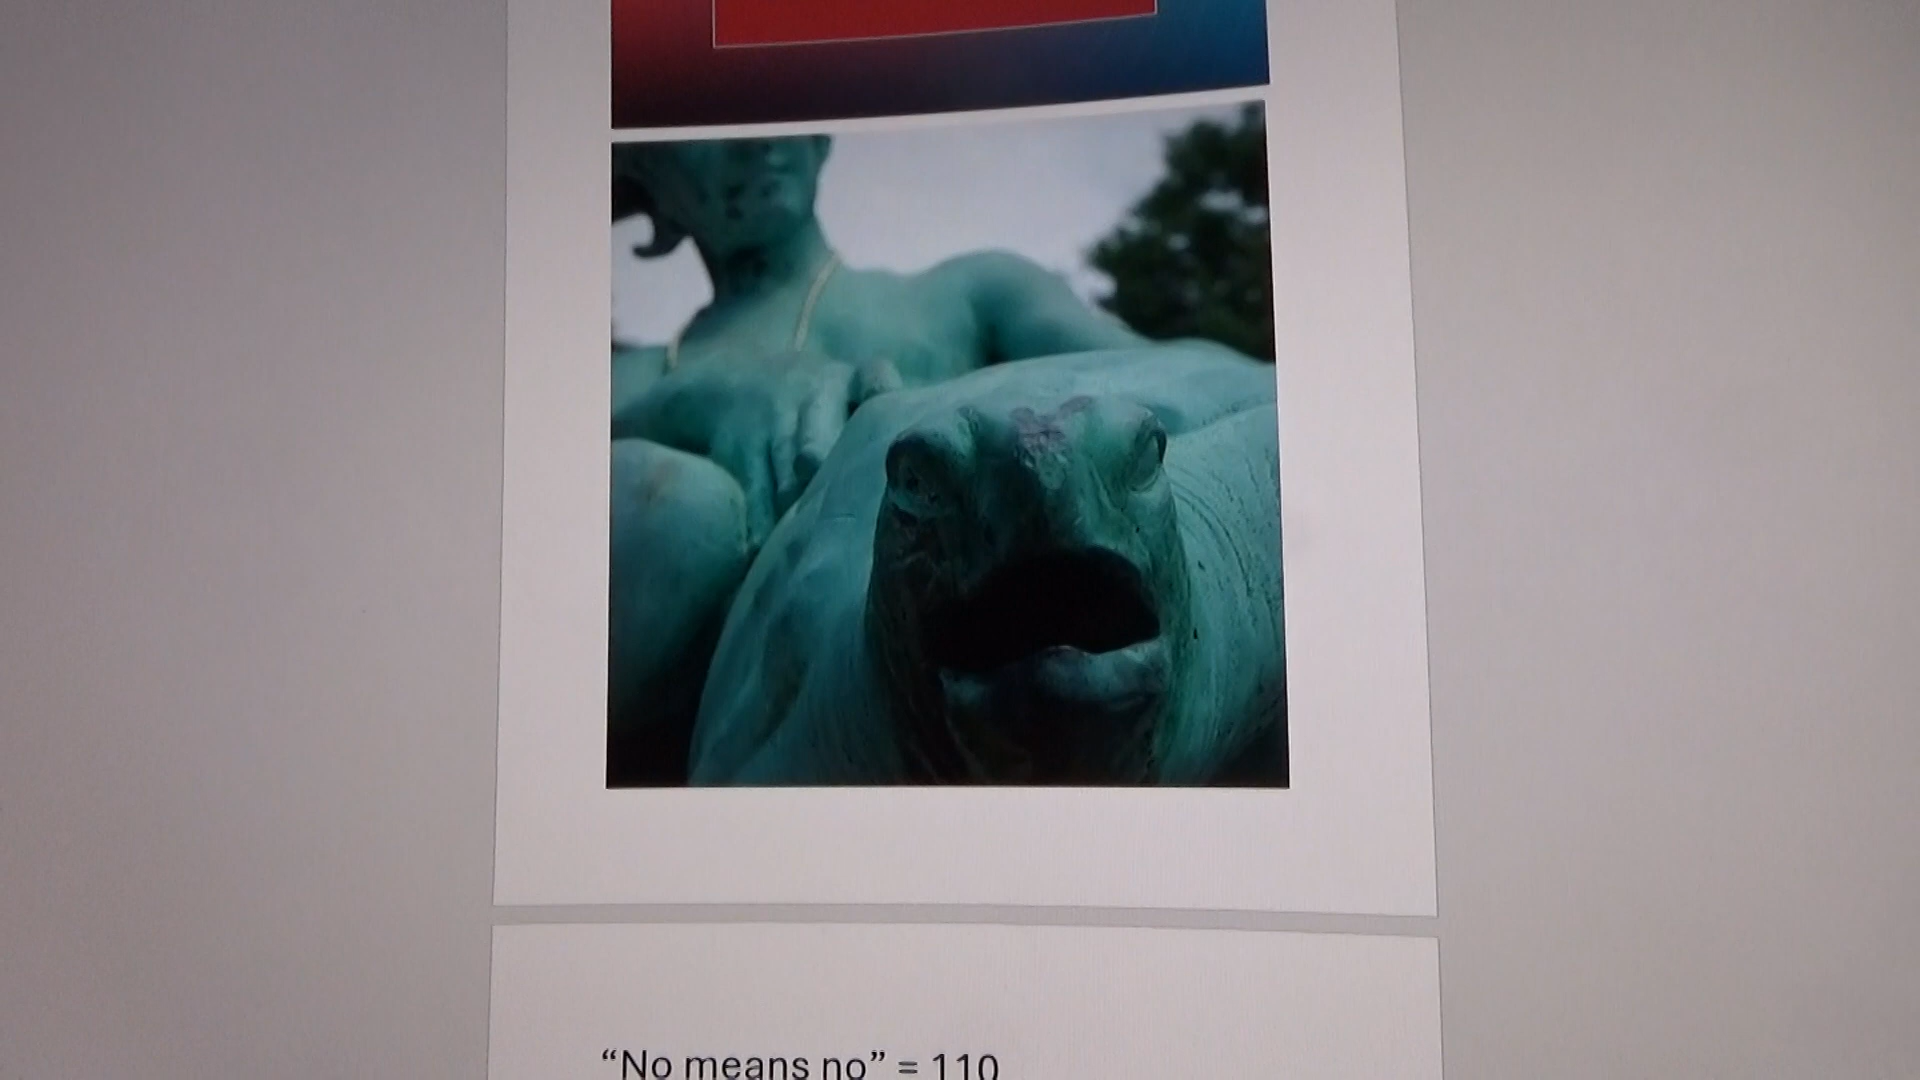 “No means no” = 110